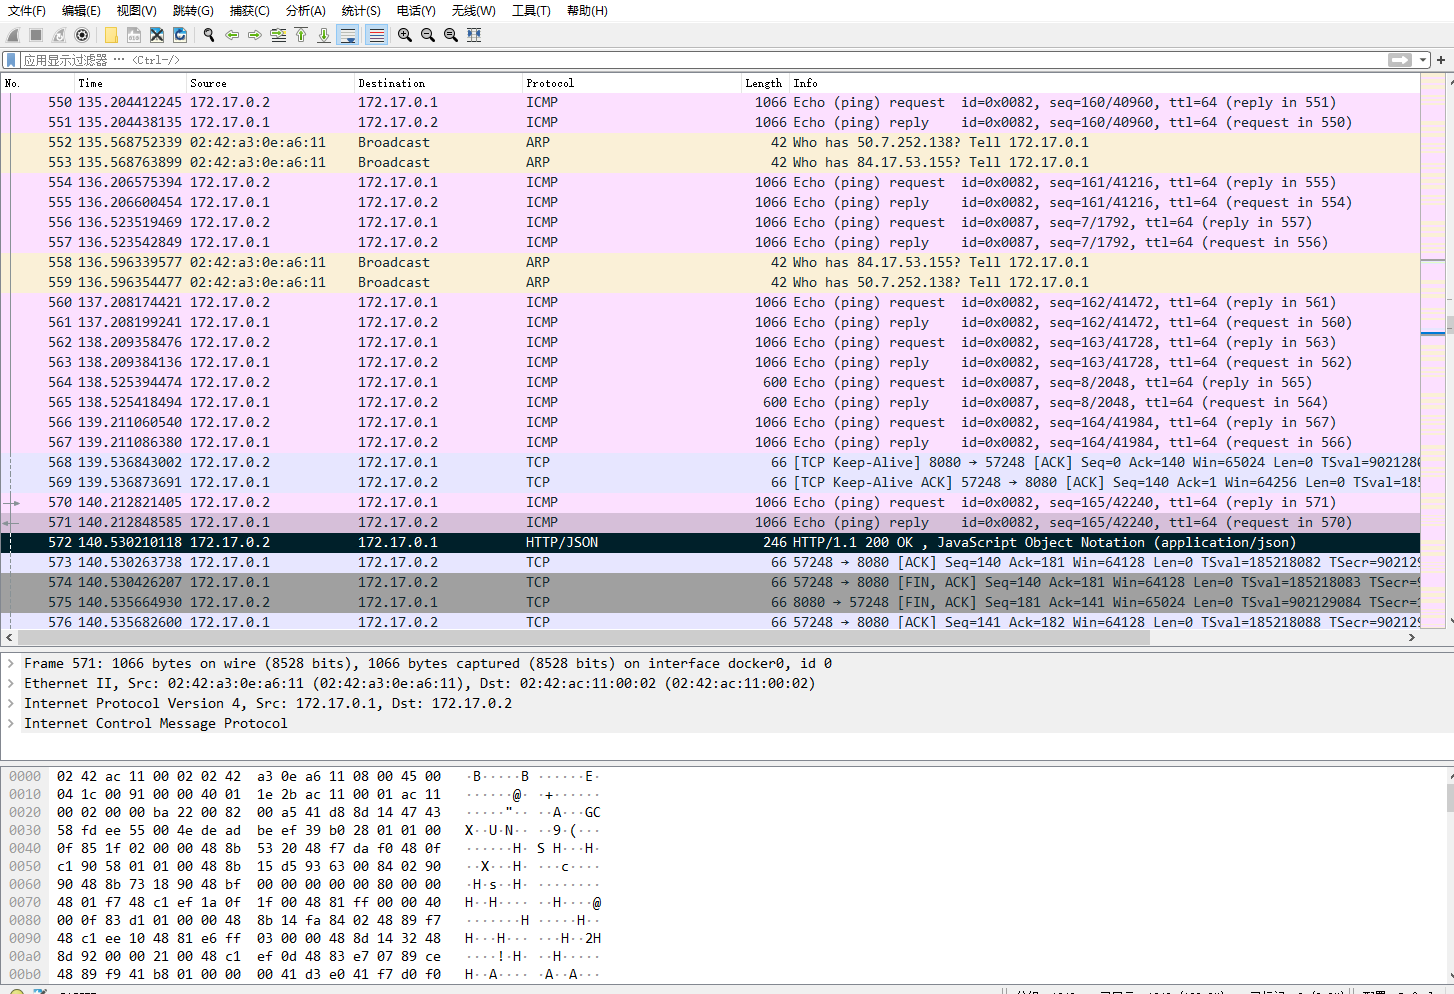 文件(F) 编辑(E) 视图(V) 跳转(G) 捕获(C) 分析(A) 统计(S) 电话(Y) 无线(W) 工具(T) 帮助(H)
应用显示过滤器 … <Ctrl-/>
No. Time Source Destination Protocol Length Info
550 135.204412245 172.17.0.2 172.17.0.1 ICMP 1066 Echo (ping) request id=0x0082, seq=160/40960, ttl=64 (reply in 551)
551 135.204438135 172.17.0.1 172.17.0.2 ICMP 1066 Echo (ping) reply id=0x0082, seq=160/40960, ttl=64 (request in 550)
552 135.568752339 02:42:a3:0e:a6:11 Broadcast ARP 42 Who has 50.7.252.138? Tell 172.17.0.1
553 135.568763899 02:42:a3:0e:a6:11 Broadcast ARP 42 Who has 84.17.53.155? Tell 172.17.0.1
554 136.206575394 172.17.0.2 172.17.0.1 ICMP 1066 Echo (ping) request id=0x0082, seq=161/41216, ttl=64 (reply in 555)
555 136.206600454 172.17.0.1 172.17.0.2 ICMP 1066 Echo (ping) reply id=0x0082, seq=161/41216, ttl=64 (request in 554)
556 136.523519469 172.17.0.2 172.17.0.1 ICMP 1066 Echo (ping) request id=0x0087, seq=7/1792, ttl=64 (reply in 557)
557 136.523542849 172.17.0.1 172.17.0.2 ICMP 1066 Echo (ping) reply id=0x0087, seq=7/1792, ttl=64 (request in 556)
558 136.596339577 02:42:a3:0e:a6:11 Broadcast ARP 42 Who has 84.17.53.155? Tell 172.17.0.1
559 136.596354477 02:42:a3:0e:a6:11 Broadcast ARP 42 Who has 50.7.252.138? Tell 172.17.0.1
560 137.208174421 172.17.0.2 172.17.0.1 ICMP 1066 Echo (ping) request id=0x0082, seq=162/41472, ttl=64 (reply in 561)
561 137.208199241 172.17.0.1 172.17.0.2 ICMP 1066 Echo (ping) reply id=0x0082, seq=162/41472, ttl=64 (request in 560)
562 138.209358476 172.17.0.2 172.17.0.1 ICMP 1066 Echo (ping) request id=0x0082, seq=163/41728, ttl=64 (reply in 563)
563 138.209384136 172.17.0.1 172.17.0.2 ICMP 1066 Echo (ping) reply id=0x0082, seq=163/41728, ttl=64 (request in 562)
564 138.525394474 172.17.0.2 172.17.0.1 ICMP 600 Echo (ping) request id=0x0087, seq=8/2048, ttl=64 (reply in 565)
565 138.525418494 172.17.0.1 172.17.0.2 ICMP 600 Echo (ping) reply id=0x0087, seq=8/2048, ttl=64 (request in 564)
566 139.211060540 172.17.0.2 172.17.0.1 ICMP 1066 Echo (ping) request id=0x0082, seq=164/41984, ttl=64 (reply in 567)
567 139.211086380 172.17.0.1 172.17.0.2 ICMP 1066 Echo (ping) reply id=0x0082, seq=164/41984, ttl=64 (request in 566)
568 139.536843002 172.17.0.2 172.17.0.1 TCP 66 [TCP Keep-Alive] 8080 → 57248 [ACK] Seq=0 Ack=140 Win=65024 Len=0 TSval=9021280
569 139.536873691 172.17.0.1 172.17.0.2 TCP 66 [TCP Keep-Alive ACK] 57248 → 8080 [ACK] Seq=140 Ack=1 Win=64256 Len=0 TSval=185
570 140.212821405 172.17.0.2 172.17.0.1 ICMP 1066 Echo (ping) request id=0x0082, seq=165/42240, ttl=64 (reply in 571)
571 140.212848585 172.17.0.1 172.17.0.2 ICMP 1066 Echo (ping) reply id=0x0082, seq=165/42240, ttl=64 (request in 570)
572 140.530210118 172.17.0.2 172.17.0.1 HTTP/JSON 246 HTTP/1.1 200 OK , JavaScript Object Notation (application/json)
573 140.530263738 172.17.0.1 172.17.0.2 TCP 66 57248 → 8080 [ACK] Seq=140 Ack=181 Win=64128 Len=0 TSval=185218082 TSecr=902129
574 140.530426207 172.17.0.1 172.17.0.2 TCP 66 57248 → 8080 [FIN, ACK] Seq=140 Ack=181 Win=64128 Len=0 TSval=185218083 TSecr=9
575 140.535664930 172.17.0.2 172.17.0.1 TCP 66 8080 → 57248 [FIN, ACK] Seq=181 Ack=141 Win=65024 Len=0 TSval=902129084 TSecr=1
576 140.535682600 172.17.0.1 172.17.0.2 TCP 66 57248 → 8080 [ACK] Seq=141 Ack=182 Win=64128 Len=0 TSval=185218088 TSecr=902129
Frame 571: 1066 bytes on wire (8528 bits), 1066 bytes captured (8528 bits) on interface docker0, id 0
Ethernet II, Src: 02:42:a3:0e:a6:11 (02:42:a3:0e:a6:11), Dst: 02:42:ac:11:00:02 (02:42:ac:11:00:02)
Internet Protocol Version 4, Src: 172.17.0.1, Dst: 172.17.0.2
Internet Control Message Protocol
0000 02 42 ac 11 00 02 02 42 a3 0e a6 11 08 00 45 00 ·B·····B ······E·
0010 04 1c 00 91 00 00 40 01 1e 2b ac 11 00 01 ac 11 ······@· ·+······
0020 00 02 00 00 ba 22 00 82 00 a5 41 d8 8d 14 47 43 ·····"·· ··A···GC
0030 58 fd ee 55 00 4e de ad be ef 39 b0 28 01 01 00 X··U·N·· ··9·(···
0040 0f 85 1f 02 00 00 48 8b 53 20 48 f7 da f0 48 0f ······H· S H···H·
0050 c1 90 58 01 01 00 48 8b 15 d5 93 63 00 84 02 90 ··X···H· ···c····
0060 90 48 8b 73 18 90 48 bf 00 00 00 00 00 80 00 00 ·H·s··H· ········
0070 48 01 f7 48 c1 ef 1a 0f 1f 00 48 81 ff 00 00 40 H··H···· ··H····@
0080 00 0f 83 d1 01 00 00 48 8b 14 fa 84 02 48 89 f7 ·······H ·····H··
0090 48 c1 ee 10 48 81 e6 ff 03 00 00 48 8d 14 32 48 H···H··· ···H··2H
00a0 8d 92 00 00 21 00 48 c1 ef 0d 48 83 e7 07 89 ce ····!·H· ··H·····
00b0 48 89 f9 41 b8 01 00 00 00 41 d3 e0 41 f7 d0 f0 H··A···· ·A··A···